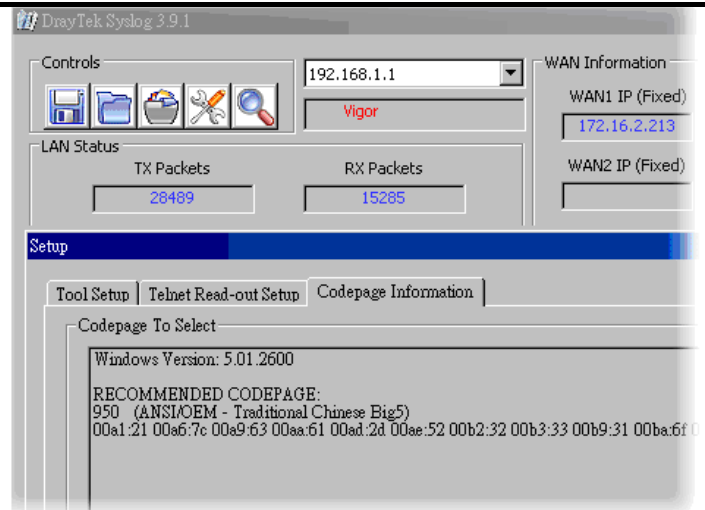 DrayTek Syslog 3.9.1
Controls
192.168.1.1
Vigor
WAN Information
WAN1 IP (Fixed)
172.16.2.213
LAN Status
TX Packets
RX Packets
WAN2 IP (Fixed)
28489
15285
Setup
Tool Setup
Telnet Read-out Setup
Codepage Information
Codepage To Select
Windows Version: 5.01.2600
RECOMMENDED CODEPAGE:
950 (ANSI/OEM - Traditional Chinese Big5)
00a1:21 00a6:7c 00a9:63 00aa:61 00ad:2d 00ae:52 00b2:32 00b3:33 00b9:31 00ba:6f